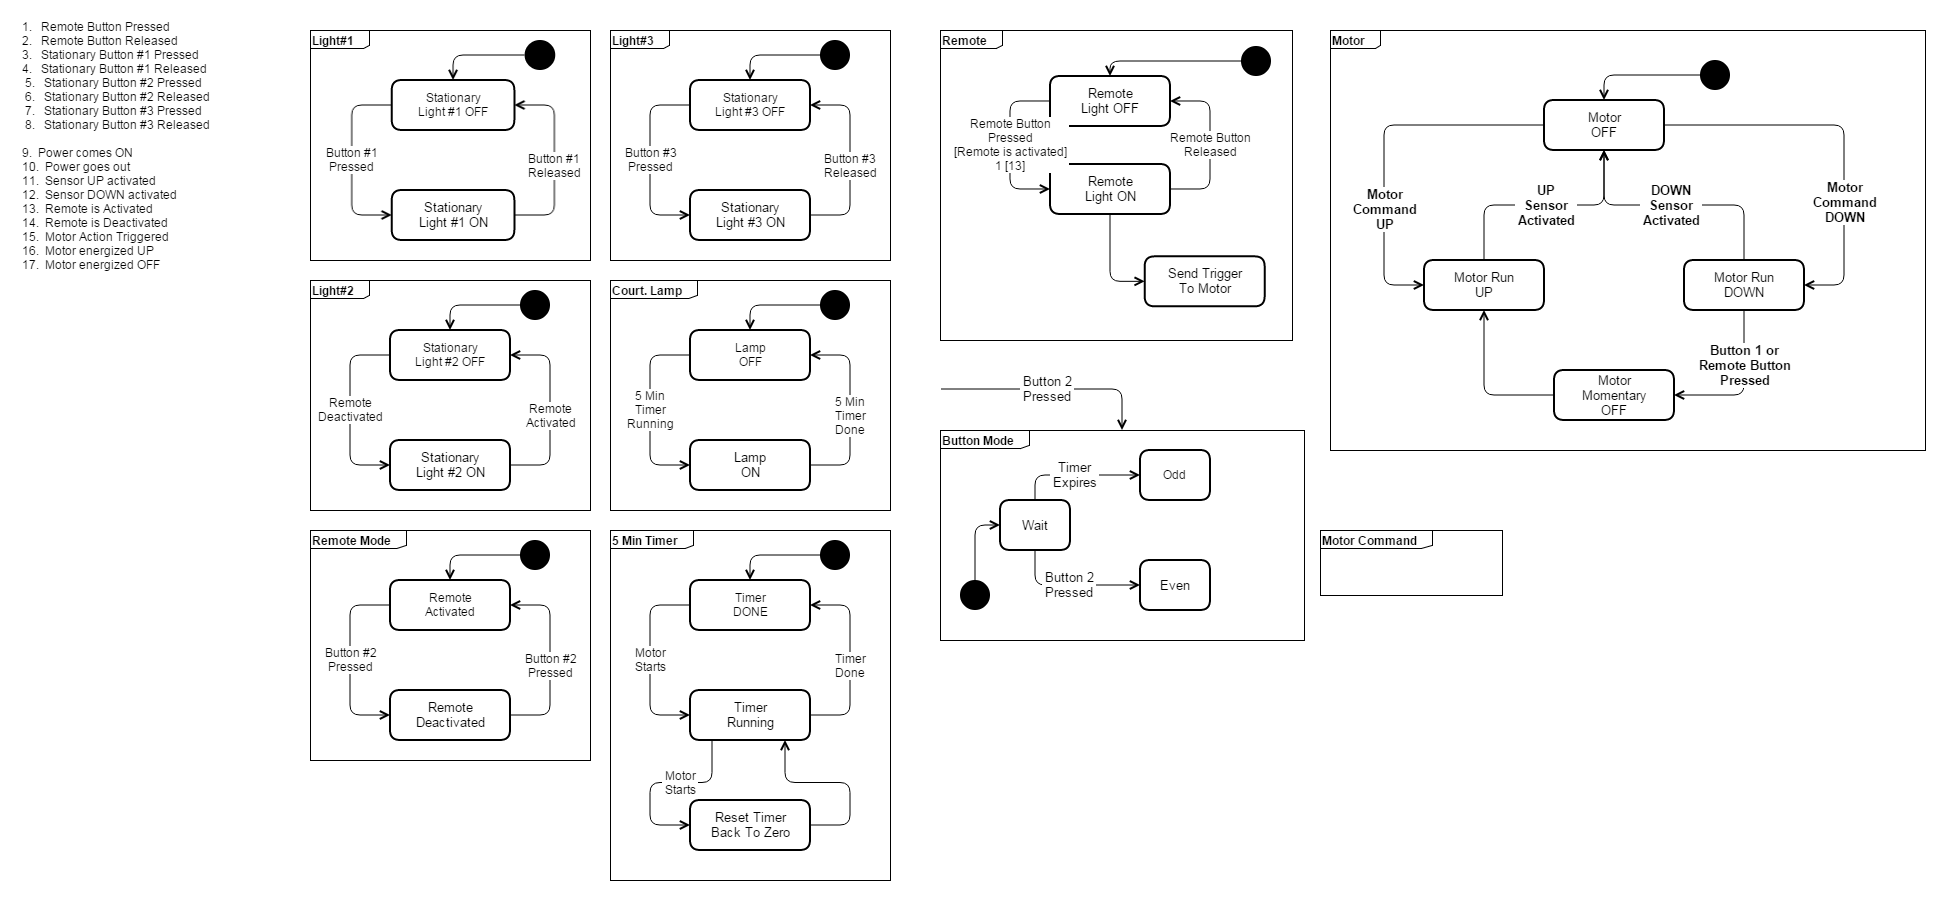 1. Remote Button Pressed
2. Remote Button Released
3. Stationary Button #1 Pressed
4. Stationary Button #1 Released
5. Stationary Button #2 Pressed
6. Stationary Button #2 Released
7. Stationary Button #3 Pressed
8. Stationary Button #3 Released
9. Power comes ON
10. Power goes out
11. Sensor UP activated
12. Sensor DOWN activated
13. Remote is Activated
14. Remote is Deactivated
15. Motor Action Triggered
16. Motor energized UP
17. Motor energized OFF
Light#1
Stationary
Light #1 OFF
Button #1
Pressed
Button #1
Released
Stationary
Light #1 ON
Light#3
Stationary
Light #3 OFF
Button #3
Pressed
Button #3
Released
Stationary
Light #3 ON
Remote
Remote
Light OFF
Remote Button
Pressed
[Remote is activated]
1 [13]
Remote Button
Released
Remote
Light ON
Send Trigger
To Motor
Motor
Motor
OFF
Motor
Command
UP
UP
Sensor
Activated
DOWN
Sensor
Activated
Motor
Command
DOWN
Motor Run
UP
Motor Run
DOWN
Button 1 or
Remote Button
Pressed
Motor
Momentary
OFF
Light#2
Stationary
Light #2 OFF
Remote
Deactivated
Remote
Activated
Stationary
Light #2 ON
Court. Lamp
Lamp
OFF
5 Min
Timer
Running
5 Min
Timer
Done
Lamp
ON
Button 2
Pressed
Button Mode
Timer
Expires
Odd
Wait
Button 2
Pressed
Even
Motor Command
Remote Mode
Remote
Activated
Button #2
Pressed
Button #2
Pressed
Remote
Deactivated
5 Min Timer
Timer
DONE
Motor
Starts
Timer
Done
Timer
Running
Motor
Starts
Reset Timer
Back To Zero